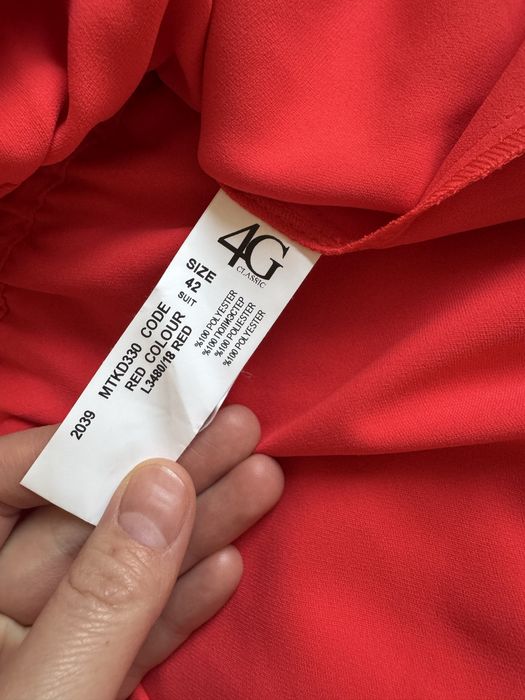 4G
CLASSIC
SIZE
42
SUIT
%100 POLYESTER
%100 ПОЛИЭСТЕР
%100 POLIESTER
%100 POLYESTER
2039 MTKD330 CODE
RED COLOUR
L3480/18 RED